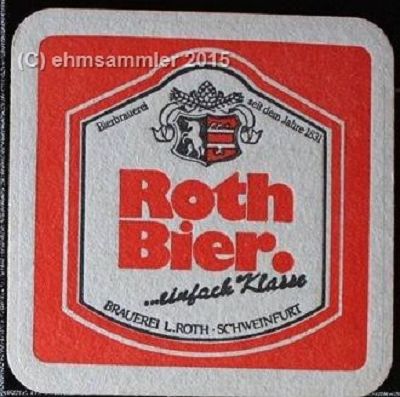 (C) ehmsammler 2015
Bierbrauerei seit dem Jahre 1831
Roth
Bier.
...einfach Klasse
BRAUEREI L. ROTH · SCHWEINFURT